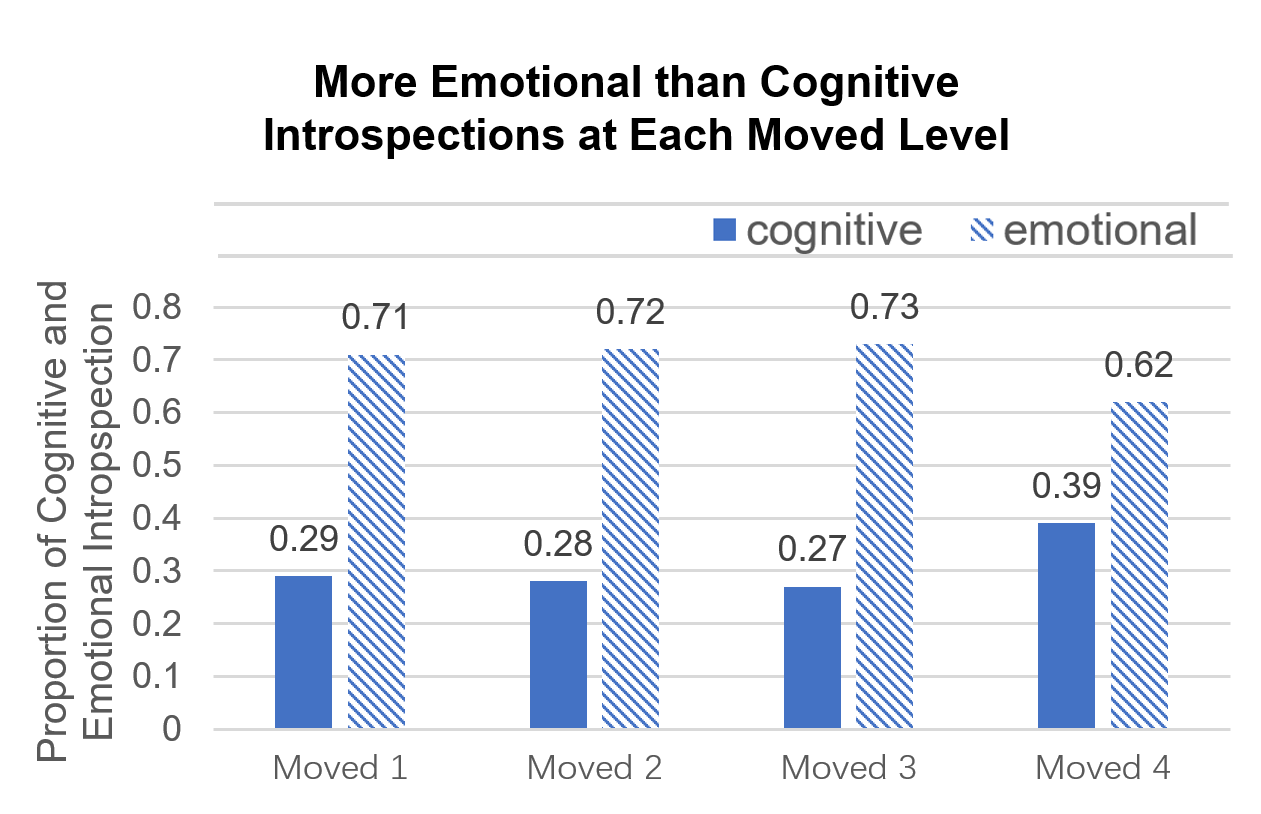 More Emotional than Cognitive
Introspections at Each Moved Level
cognitive emotional
Proportion of Cognitive and
Emotional Intropspection
0.8
0.7
0.6
0.5
0.4
0.3
0.2
0.1
0
0.29
0.71
0.28
0.72
0.27
0.73
0.39
0.62
Moved 1 Moved 2 Moved 3 Moved 4